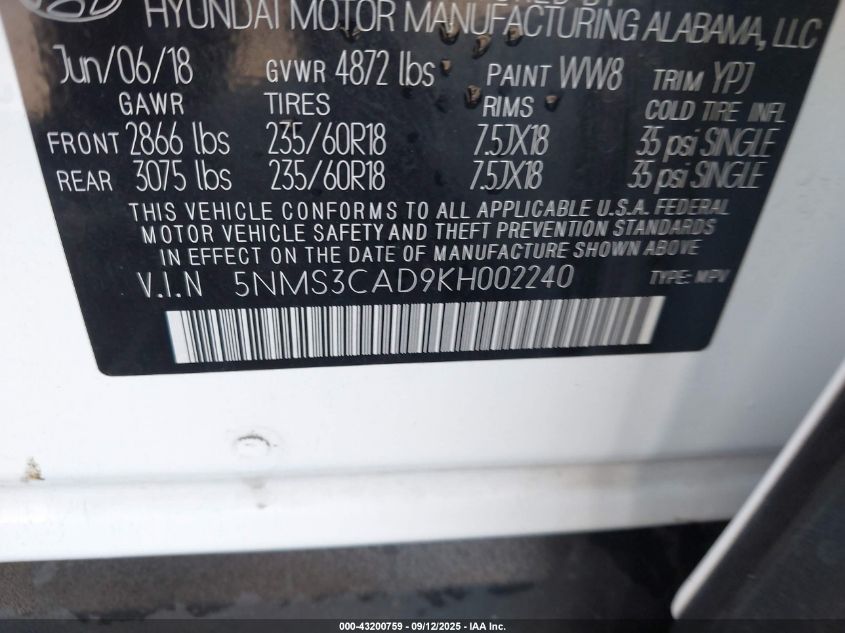 HYUNDAI MOTOR MANUFACTURING ALABAMA, LLC
Jun/06/18 GVWR 4872 lbs PAINT WW8 TRIM YPJ
GAWR TIRES RIMS COLD TIRE INFL
FRONT 2866 lbs 235/60R18 7.5JX18 35 psi SINGLE
REAR 3075 lbs 235/60R18 7.5JX18 35 psi SINGLE
THIS VEHICLE CONFORMS TO ALL APPLICABLE U.S.A. FEDERAL
MOTOR VEHICLE SAFETY AND THEFT PREVENTION STANDARDS
IN EFFECT ON THE DATE OF MANUFACTURE SHOWN ABOVE
V.I.N 5NMS3CAD9KH002240 TYPE: MPV
000-43200759 - 09/12/2025 - IAA Inc.